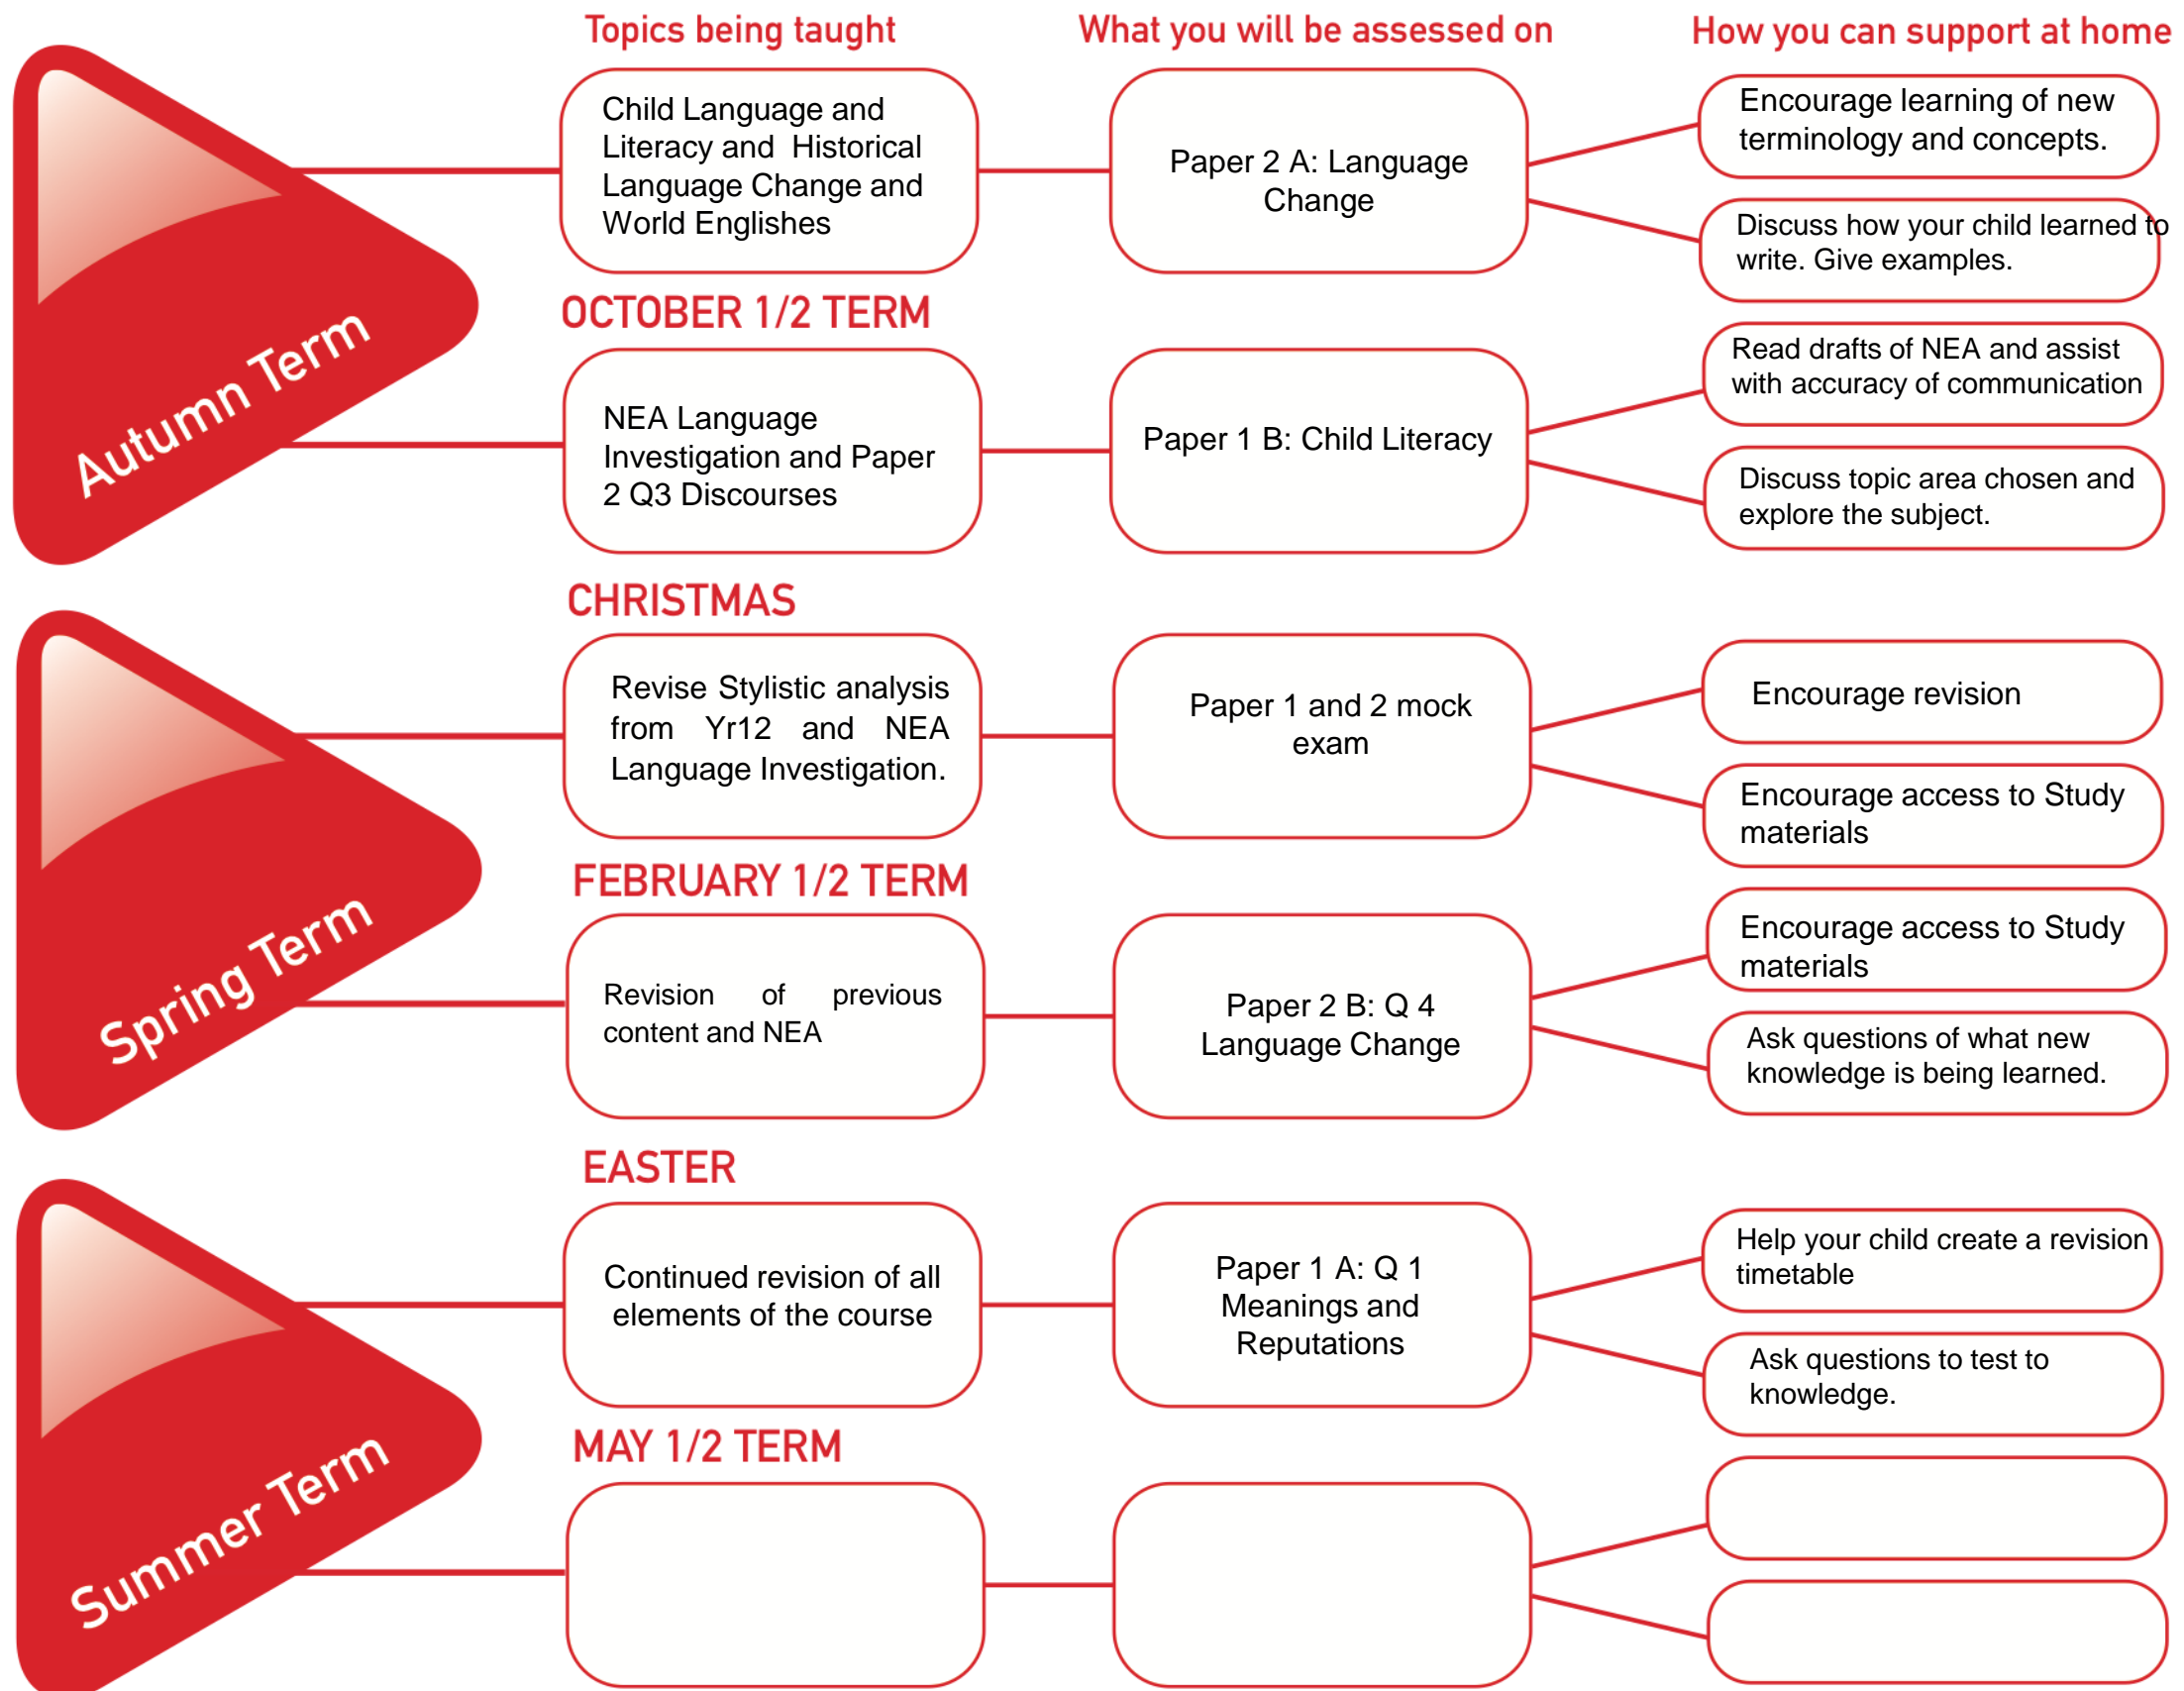 Topics being taught
What you will be assessed on
How you can support at home
Autumn Term
Child Language and
Literacy and Historical
Language Change and
World Englishes
Paper 2 A: Language
Change
Encourage learning of new
terminology and concepts.
Discuss how your child learned to
write. Give examples.
OCTOBER 1/2 TERM
NEA Language
Investigation and Paper
2 Q3 Discourses
Paper 1 B: Child Literacy
Read drafts of NEA and assist
with accuracy of communication
Discuss topic area chosen and
explore the subject.
CHRISTMAS
Spring Term
Revise Stylistic analysis
from Yr12 and NEA
Language Investigation.
Paper 1 and 2 mock
exam
Encourage revision
Encourage access to Study
materials
FEBRUARY 1/2 TERM
Revision of previous
content and NEA
Paper 2 B: Q 4
Language Change
Encourage access to Study
materials
Ask questions of what new
knowledge is being learned.
EASTER
Summer Term
Continued revision of all
elements of the course
Paper 1 A: Q 1
Meanings and
Reputations
Help your child create a revision
timetable
Ask questions to test to
knowledge.
MAY 1/2 TERM